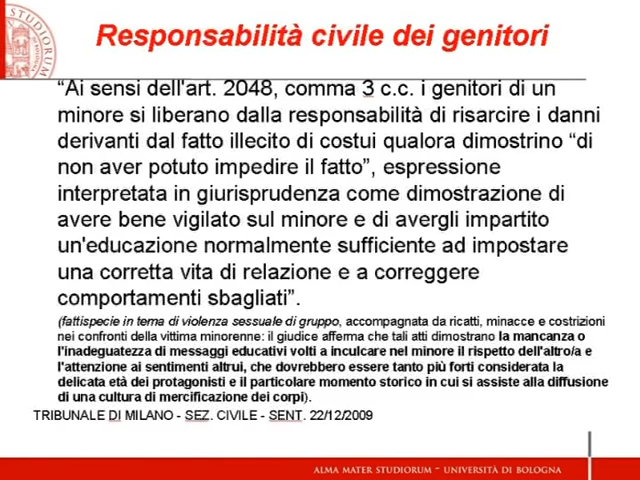 Responsabilità civile dei genitori
“Ai sensi dell'art. 2048, comma 3 c.c. i genitori di un
minore si liberano dalla responsabilità di risarcire i danni
derivanti dal fatto illecito di costui qualora dimostrino “di
non aver potuto impedire il fatto”, espressione
interpretata in giurisprudenza come dimostrazione di
avere bene vigilato sul minore e di avergli impartito
un'educazione normalmente sufficiente ad impostare
una corretta vita di relazione e a correggere
comportamenti sbagliati”.
(fattispecie in tema di violenza sessuale di gruppo, accompagnata da ricatti, minacce e costrizioni
nei confronti della vittima minorenne: il giudice afferma che tali atti dimostrano la mancanza o
l'inadeguatezza di messaggi educativi volti a inculcare nel minore il rispetto dell'altro/a e
l'attenzione ai sentimenti altrui, che dovrebbero essere tanto più forti considerata la
delicata età dei protagonisti e il particolare momento storico in cui si assiste alla diffusione
di una cultura di mercificazione dei corpi).
TRIBUNALE DI MILANO - SEZ. CIVILE - SENT. 22/12/2009
ALMA MATER STUDIORUM ~ UNIVERSITÀ DI BOLOGNA